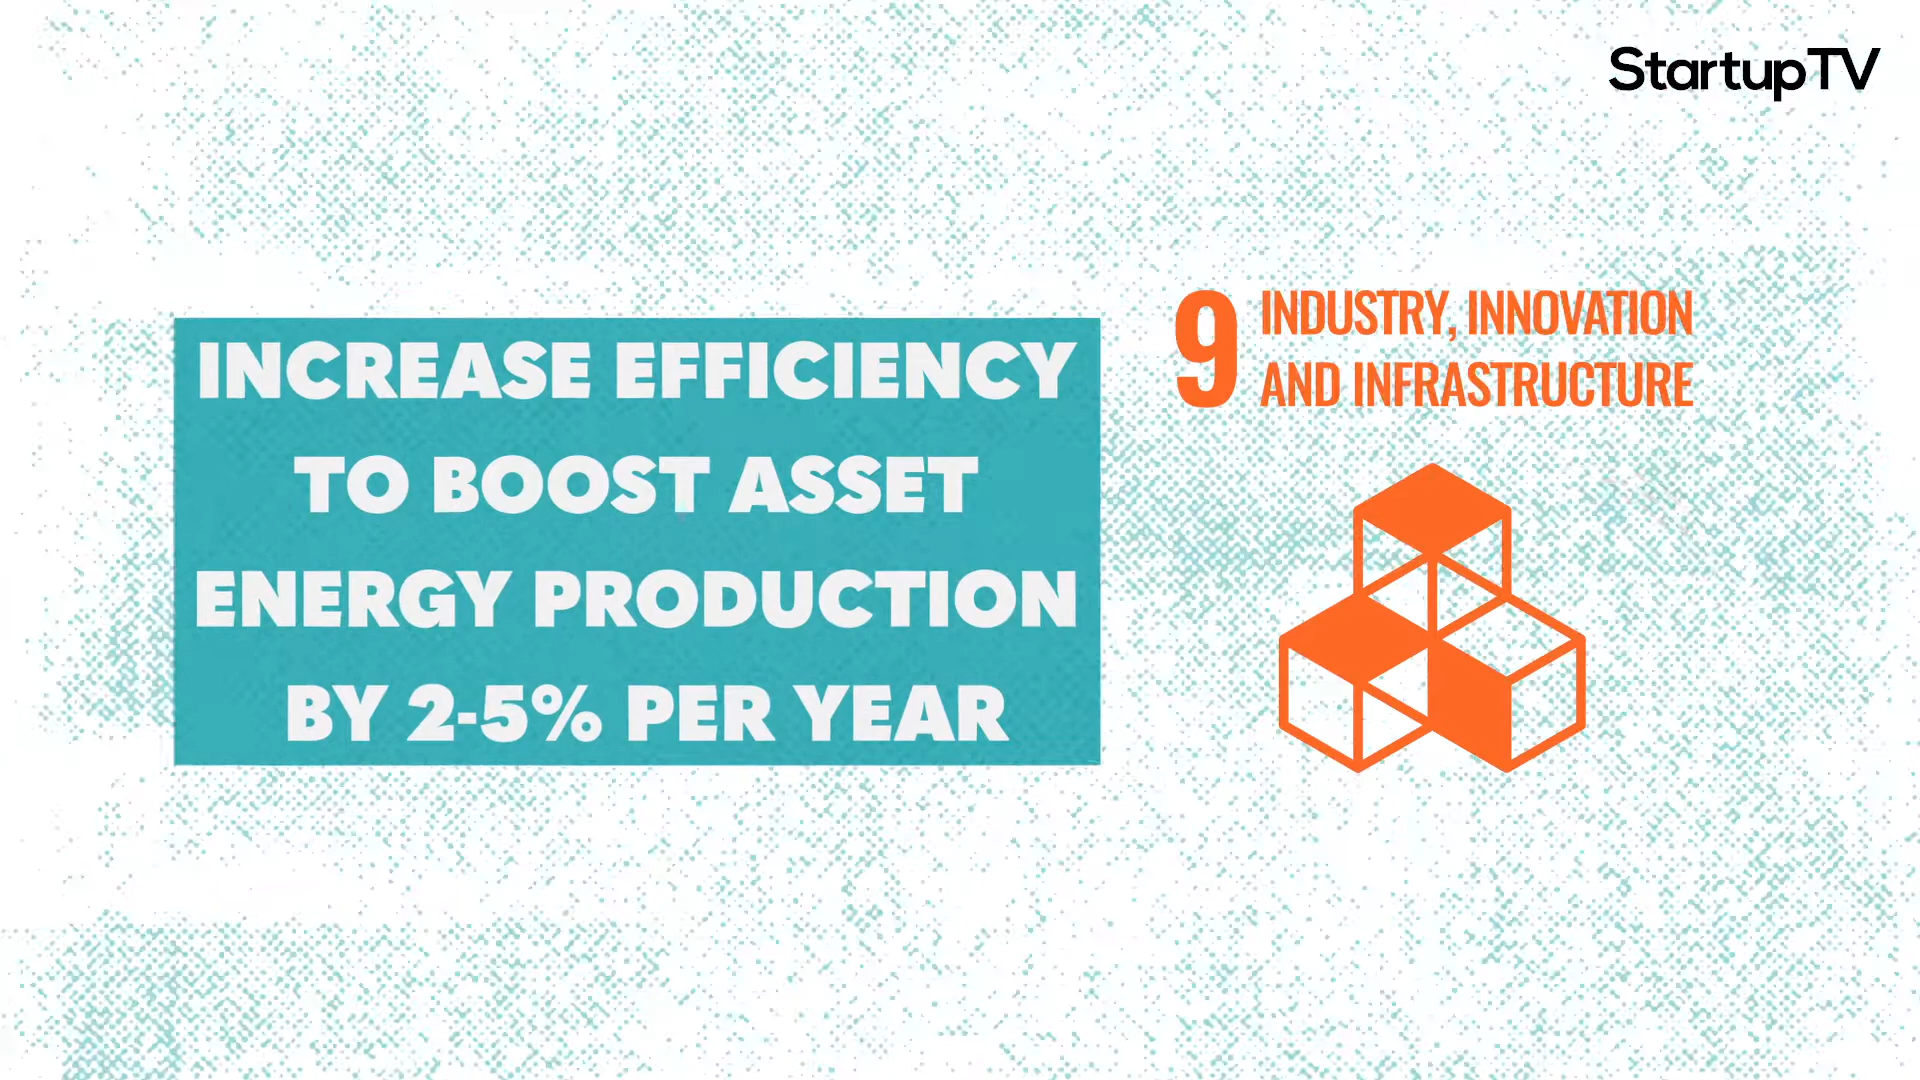 StartupTV
INCREASE EFFICIENCY
TO BOOST ASSET
ENERGY PRODUCTION
BY 2-5% PER YEAR
9 INDUSTRY, INNOVATION
AND INFRASTRUCTURE